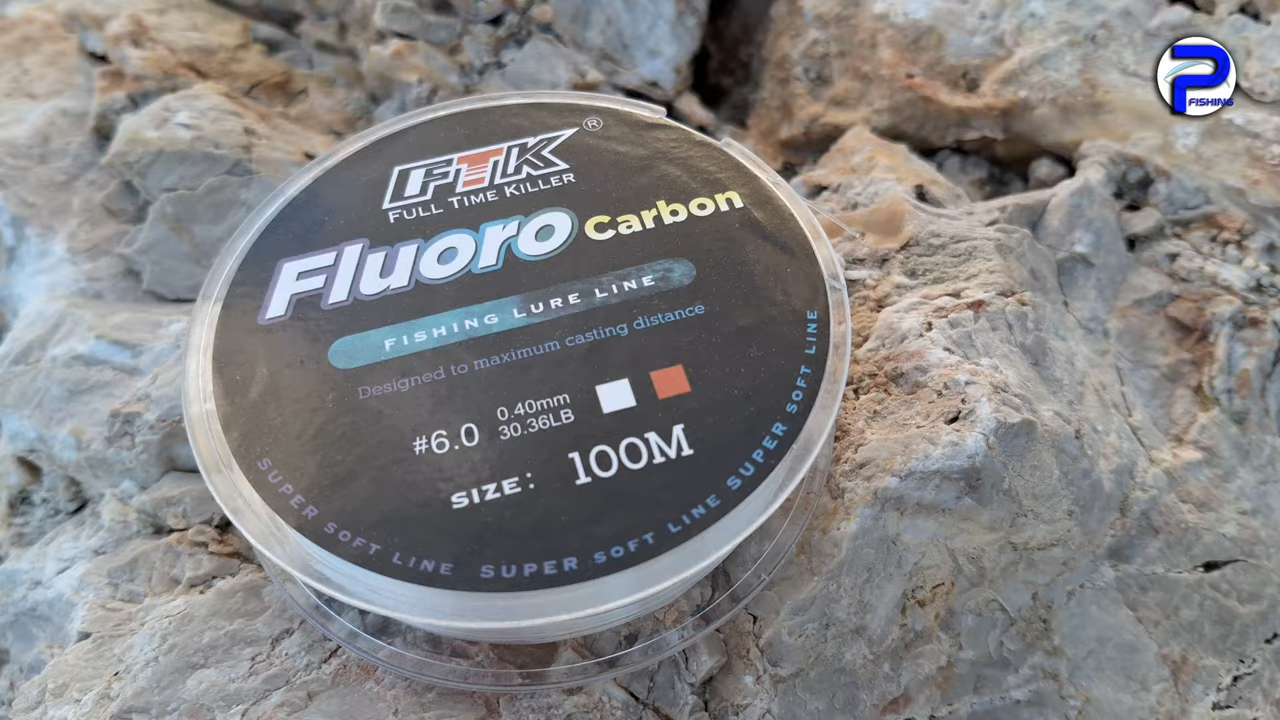 FTK®
FULL TIME KILLER
Fluoro Carbon
FISHING LURE LINE
Designed to maximum casting distance
#6.0
0.40mm
30.36LB
SIZE: 100M
SUPER SOFT LINE SUPER SOFT LINE SUPER SOFT LINE
P
FISHING